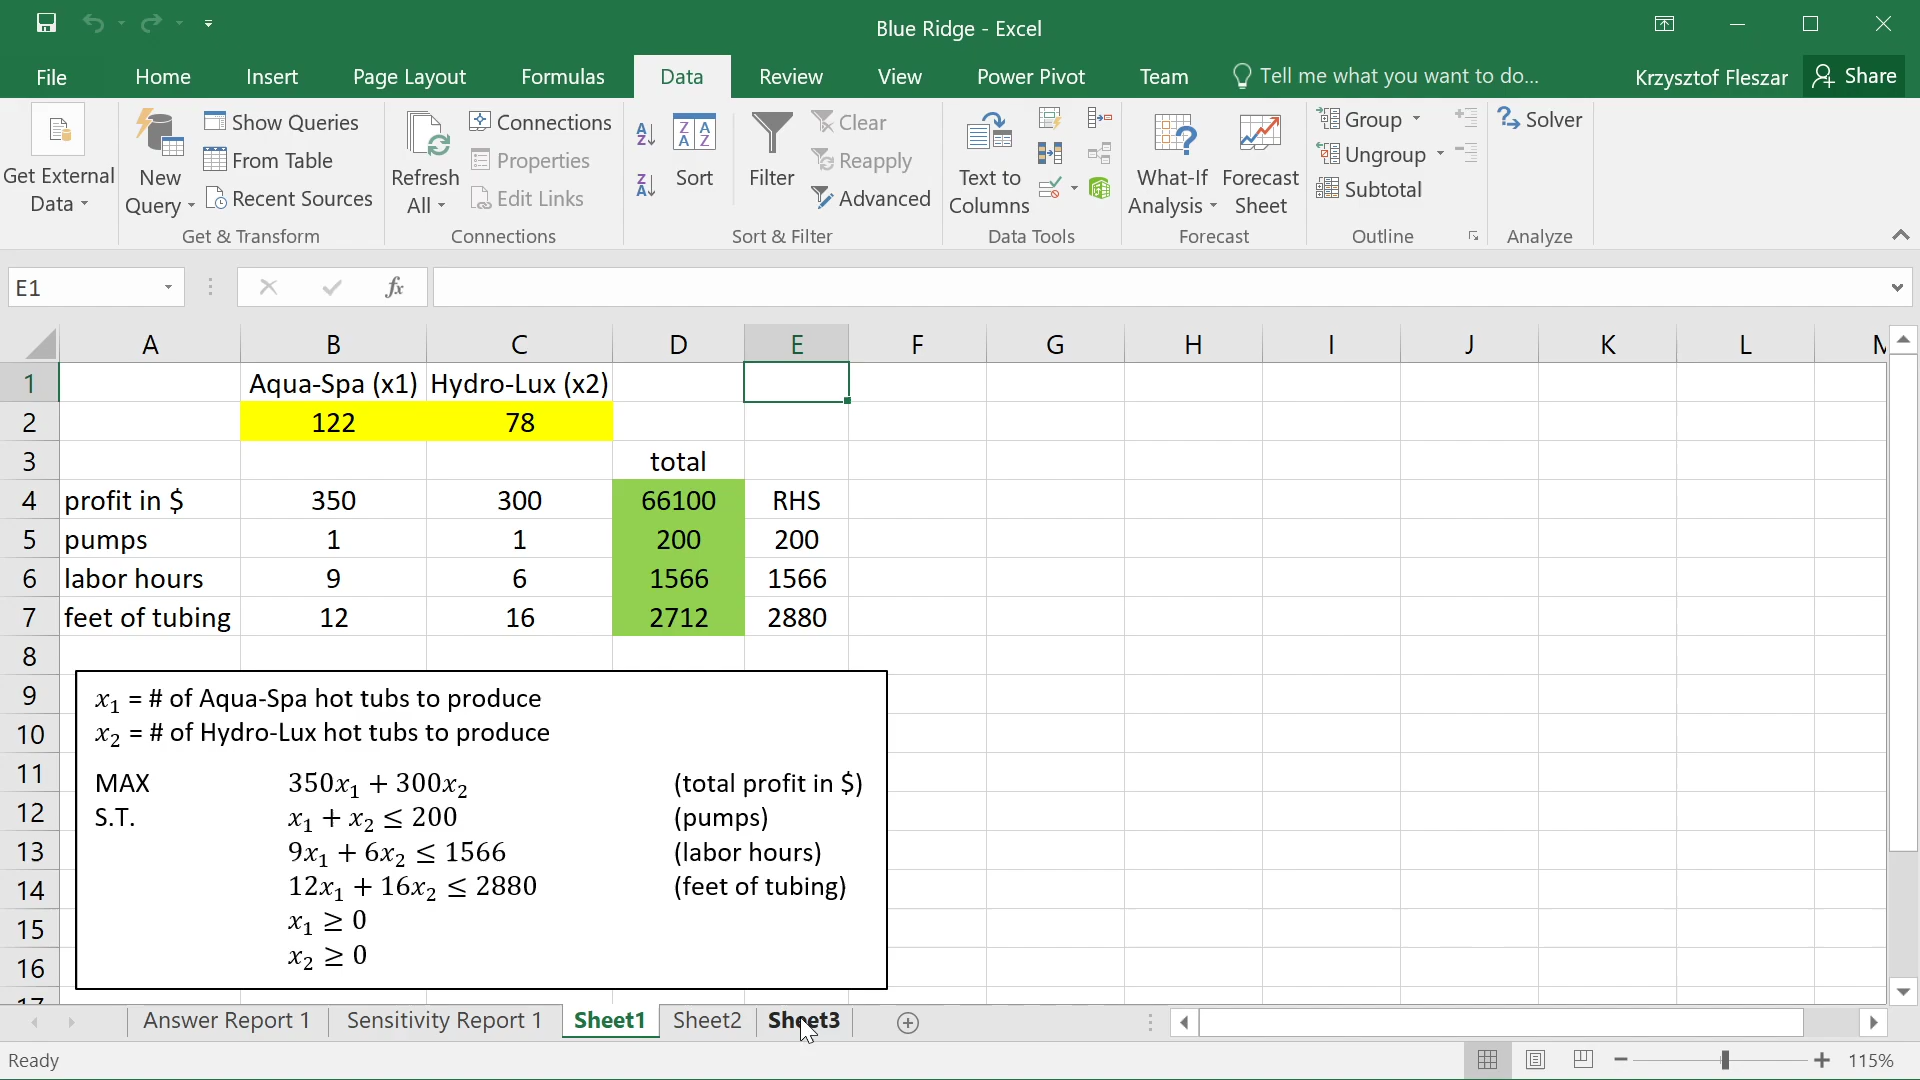 Blue Ridge - Excel
File Home Insert Page Layout Formulas Data Review View Power Pivot Team Tell me what you want to do... Krzysztof Fleszar Share
Get External Data
New Query
Show Queries
From Table
Recent Sources
Get & Transform
Refresh All
Connections
Properties
Edit Links
Connections
Sort
Filter
Clear
Reapply
Advanced
Sort & Filter
Text to Columns
Data Tools
What-If Analysis
Forecast Sheet
Forecast
Group
Ungroup
Subtotal
Outline
Solver
Analyze
E1 fx
A B C D E F G H I J K L M
1 Aqua-Spa (x1) Hydro-Lux (x2)
2 122 78
3 total
4 profit in $ 350 300 66100 RHS
5 pumps 1 1 200 200
6 labor hours 9 6 1566 1566
7 feet of tubing 12 16 2712 2880
8
9
10
11
12
13
14
15
16
17
x₁ = # of Aqua-Spa hot tubs to produce
x₂ = # of Hydro-Lux hot tubs to produce
MAX 350x₁ + 300x₂ (total profit in $)
S.T. x₁ + x₂ ≤ 200 (pumps)
9x₁ + 6x₂ ≤ 1566 (labor hours)
12x₁ + 16x₂ ≤ 2880 (feet of tubing)
x₁ ≥ 0
x₂ ≥ 0
Answer Report 1 Sensitivity Report 1 Sheet1 Sheet2 Sheet3
Ready 115%